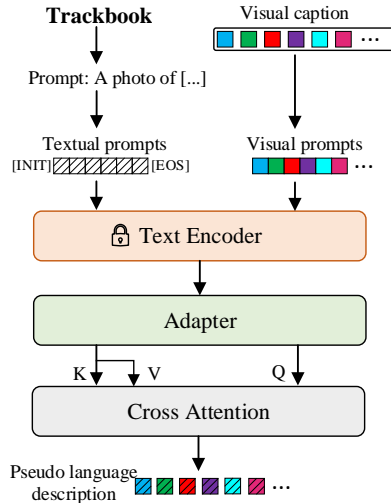 Trackbook
Visual caption
...
Prompt: A photo of [...]
Textual prompts
Visual prompts
[INIT] [EOS]
...
Text Encoder
Adapter
K V Q
Cross Attention
Pseudo language
description
...